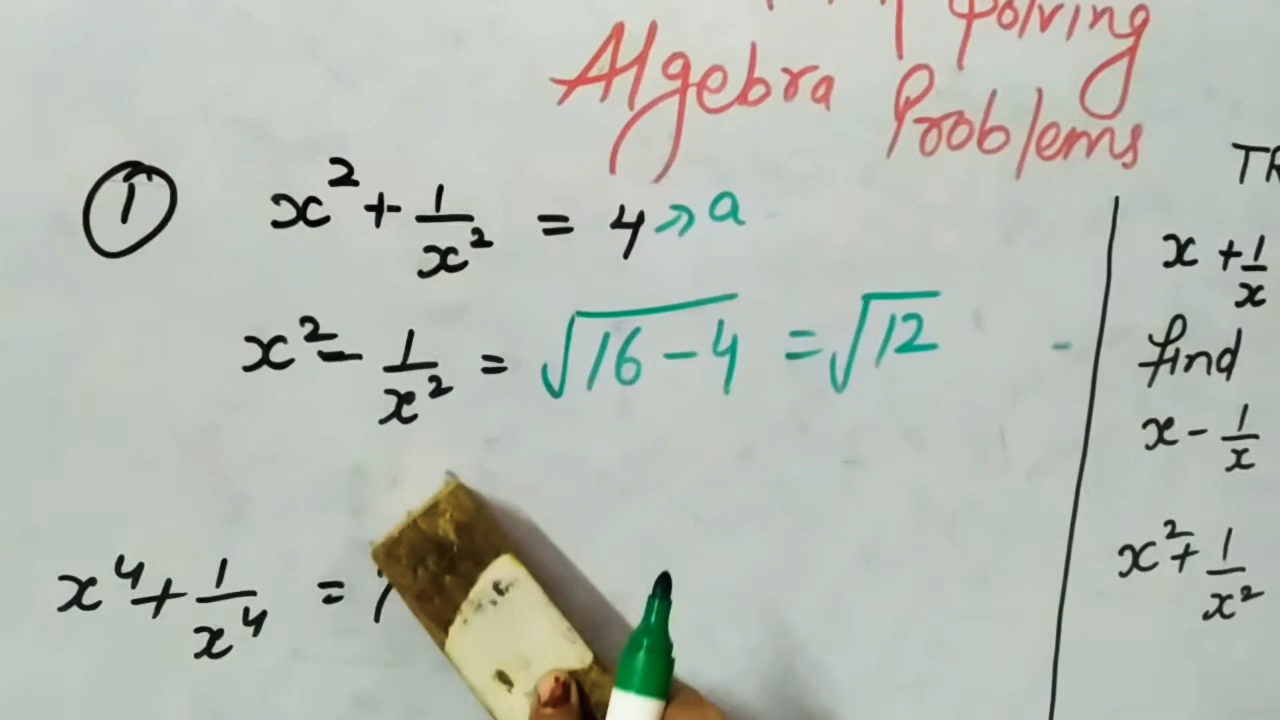 Solving
Algebra Problems
① x² + 1/x² = 4 » a
x² - 1/x² = √(16 - 4) = √12 -
x⁴ + 1/x⁴ =
x + 1/x
find
x - 1/x
x² + 1/x²